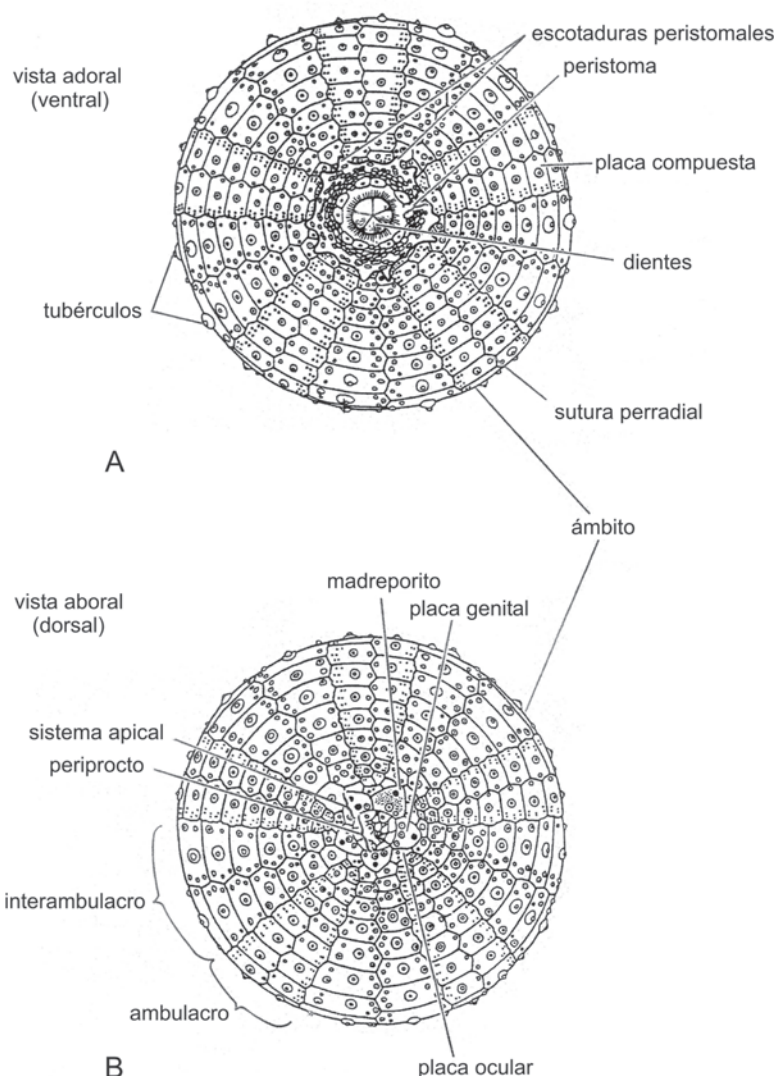 escotaduras peristomales
vista adoral
(ventral)
peristoma
placa compuesta
dientes
tubérculos
sutura perradial
A
ámbito
madreporito
vista aboral
(dorsal)
placa genital
sistema apical
periprocto
interambulacro
ambulacro
B
placa ocular